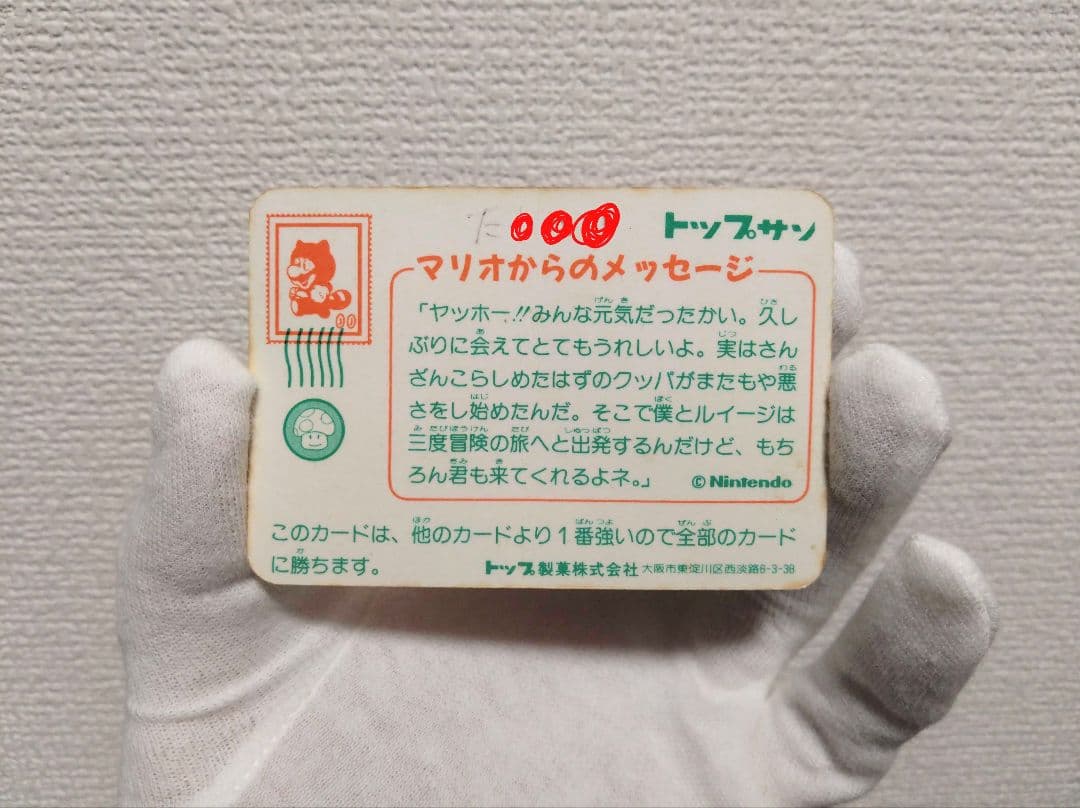 た
トップサン
マリオからのメッセージ
「ヤッホー!!みんな元気だったかい。久し
ぶりに会えてとてもうれしいよ。実はさん
ざんこらしめたはずのクッパがまたもや悪
さをし始めたんだ。そこで僕とルイージは
三度冒険の旅へと出発するんだけど、もち
ろん君も来てくれるよネ。」
©Nintendo
00
このカードは、他のカードより1番強いので全部のカード
に勝ちます。
トップ製菓株式会社 大阪市東淀川区西淡路6-3-38